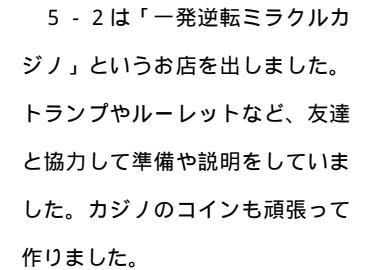 ５‐２は「一発逆転ミラクルカ
ジノ」というお店を出しました。
トランプやルーレットなど、友達
と協力して準備や説明をしていま
した。カジノのコインも頑張って
作りました。